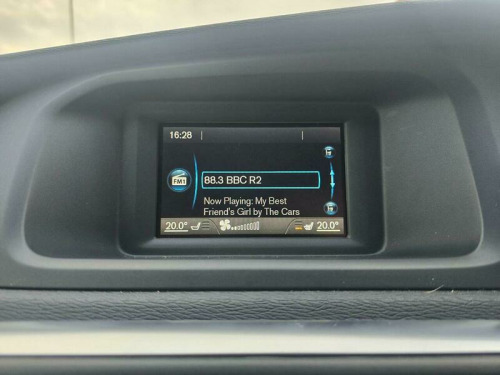 16:28
FM1
88.3 BBC R2
Now Playing: My Best
Friend's Girl by The Cars
20.0° 20.0°